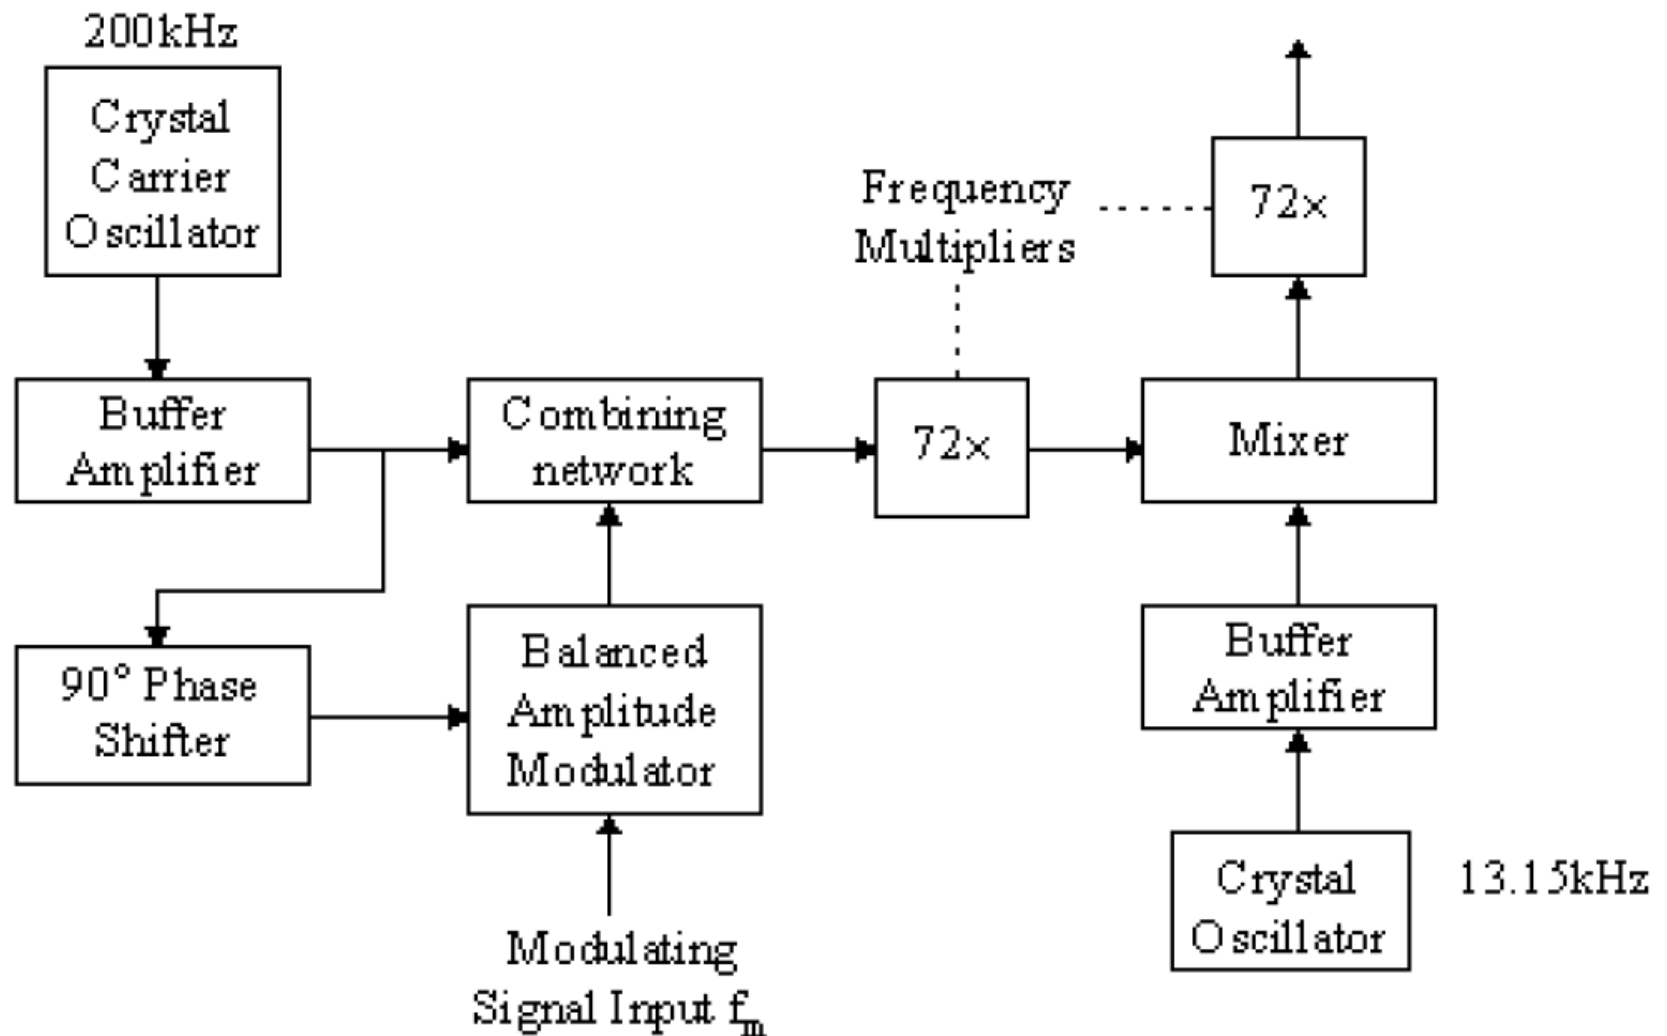 200kHz
Crystal
Carrier
Oscillator
Frequency
Multipliers
72×
Buffer
Amplifier
Combining
network
72×
Mixer
90° Phase
Shifter
Balanced
Amplitude
Modulator
Buffer
Amplifier
Crystal
Oscillator
13.15kHz
Modulating
Signal Input fm